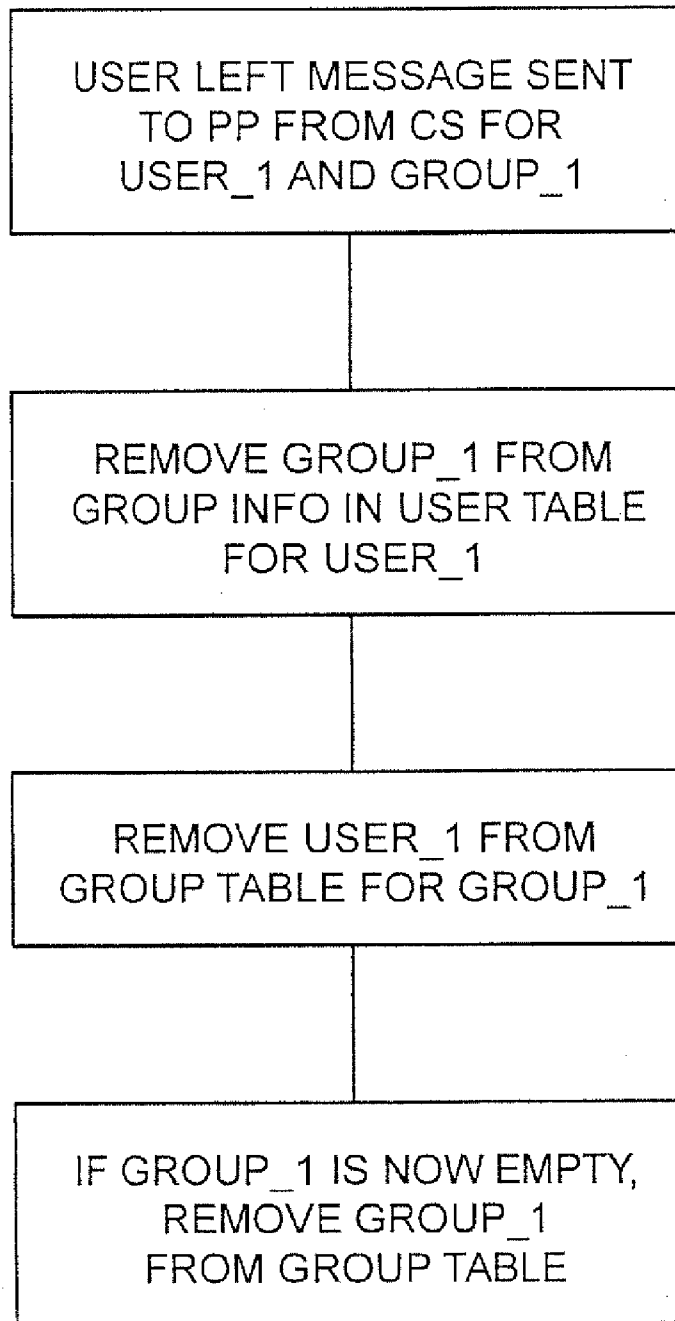 USER LEFT MESSAGE SENT
TO PP FROM CS FOR
USER_1 AND GROUP_1
REMOVE GROUP_1 FROM
GROUP INFO IN USER TABLE
FOR USER_1
REMOVE USER_1 FROM
GROUP TABLE FOR GROUP_1
IF GROUP_1 IS NOW EMPTY,
REMOVE GROUP_1
FROM GROUP TABLE